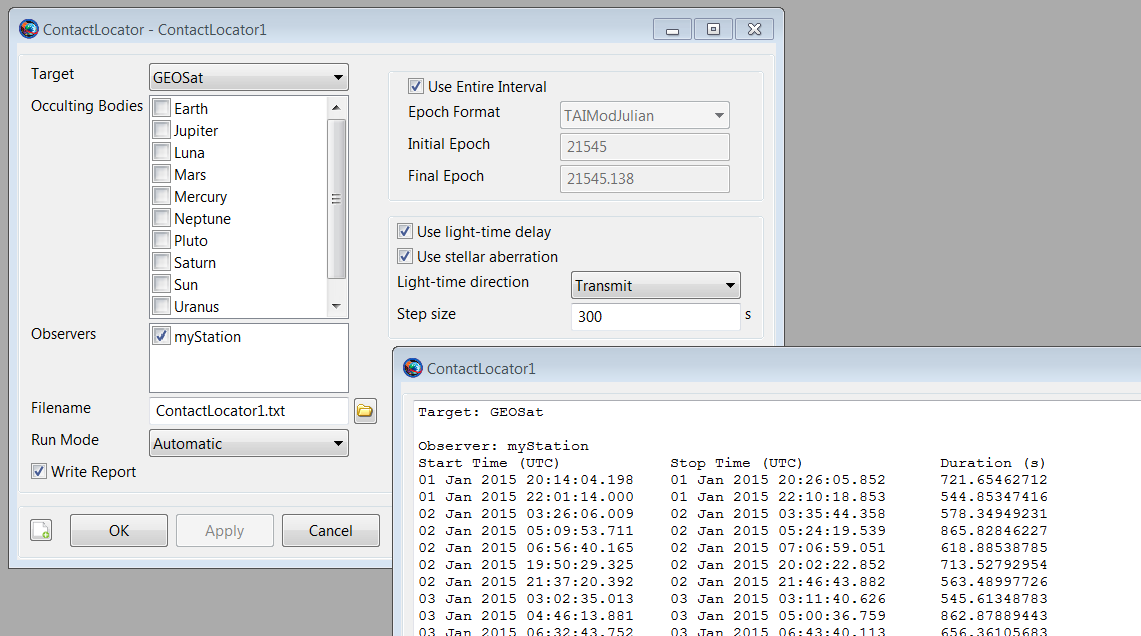 ContactLocator - ContactLocator1
Target
GEOSat
Occulting Bodies
Earth
Jupiter
Luna
Mars
Mercury
Neptune
Pluto
Saturn
Sun
Uranus
Observers
myStation
Filename
ContactLocator1.txt
Run Mode
Automatic
Write Report
OK
Apply
Cancel
Use Entire Interval
Epoch Format
TAIModJulian
Initial Epoch
21545
Final Epoch
21545.138
Use light-time delay
Use stellar aberration
Light-time direction
Transmit
Step size
300 s
ContactLocator1
Target: GEOSat
Observer: myStation
Start Time (UTC) Stop Time (UTC) Duration (s)
01 Jan 2015 20:14:04.198 01 Jan 2015 20:26:05.852 721.65462712
01 Jan 2015 22:01:14.000 01 Jan 2015 22:10:18.853 544.85347416
02 Jan 2015 03:26:06.009 02 Jan 2015 03:35:44.358 578.34949231
02 Jan 2015 05:09:53.711 02 Jan 2015 05:24:19.539 865.82846227
02 Jan 2015 06:56:40.165 02 Jan 2015 07:06:59.051 618.88538785
02 Jan 2015 19:50:29.325 02 Jan 2015 20:02:22.852 713.52792954
02 Jan 2015 21:37:20.392 02 Jan 2015 21:46:43.882 563.48997726
03 Jan 2015 03:02:35.013 03 Jan 2015 03:11:40.626 545.61348783
03 Jan 2015 04:46:13.881 03 Jan 2015 05:00:36.759 862.87889443
03 Jan 2015 06:32:43.752 03 Jan 2015 06:43:40.113 656.36105683